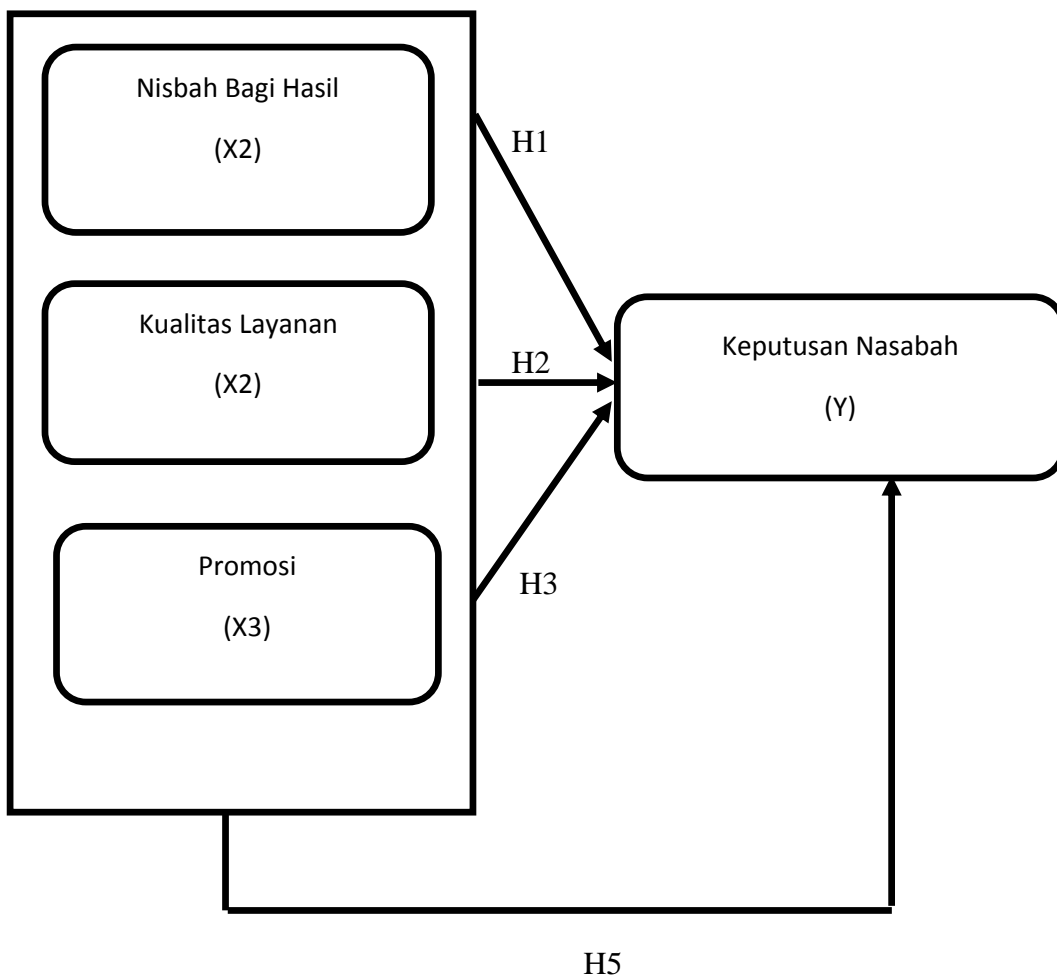 Nisbah Bagi Hasil
(X2)
H1
Kualitas Layanan
(X2)
H2
Keputusan Nasabah
(Y)
Promosi
(X3)
H3
H5